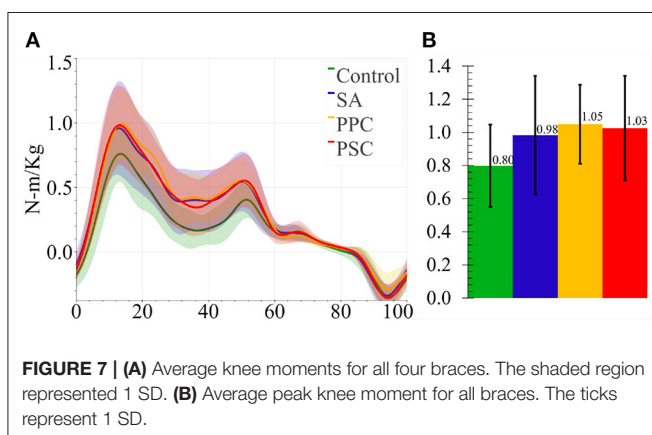 A
B
N-m/Kg
1.5
1.0
0.5
0.0
0
20
40
60
80
100
Control
SA
PPC
PSC
1.4
1.2
1.0
0.8
0.6
0.4
0.2
0.0
0.80
0.98
1.05
1.03
FIGURE 7 | (A) Average knee moments for all four braces. The shaded region
represented 1 SD. (B) Average peak knee moment for all braces. The ticks
represent 1 SD.